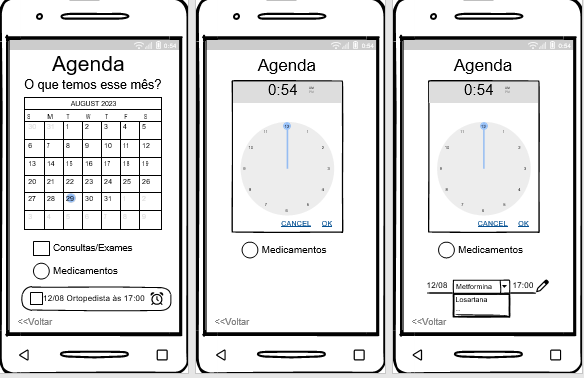 0:54
Agenda
O que temos esse mês?
AUGUST 2023
S M T W T F S
30 31 1 2 3 4 5
6 7 8 9 10 11 12
13 14 15 16 17 18 19
20 21 22 23 24 25 26
27 28 29 30 31 1 2
3 4 5 6 7 8 9
Consultas/Exames
Medicamentos
12/08 Ortopedista às 17:00
<<Voltar
0:54
Agenda
0:54
CANCEL OK
Medicamentos
<<Voltar
0:54
Agenda
0:54
CANCEL OK
Medicamentos
12/08 Metformina 17:00
Losartana
...
<<Voltar